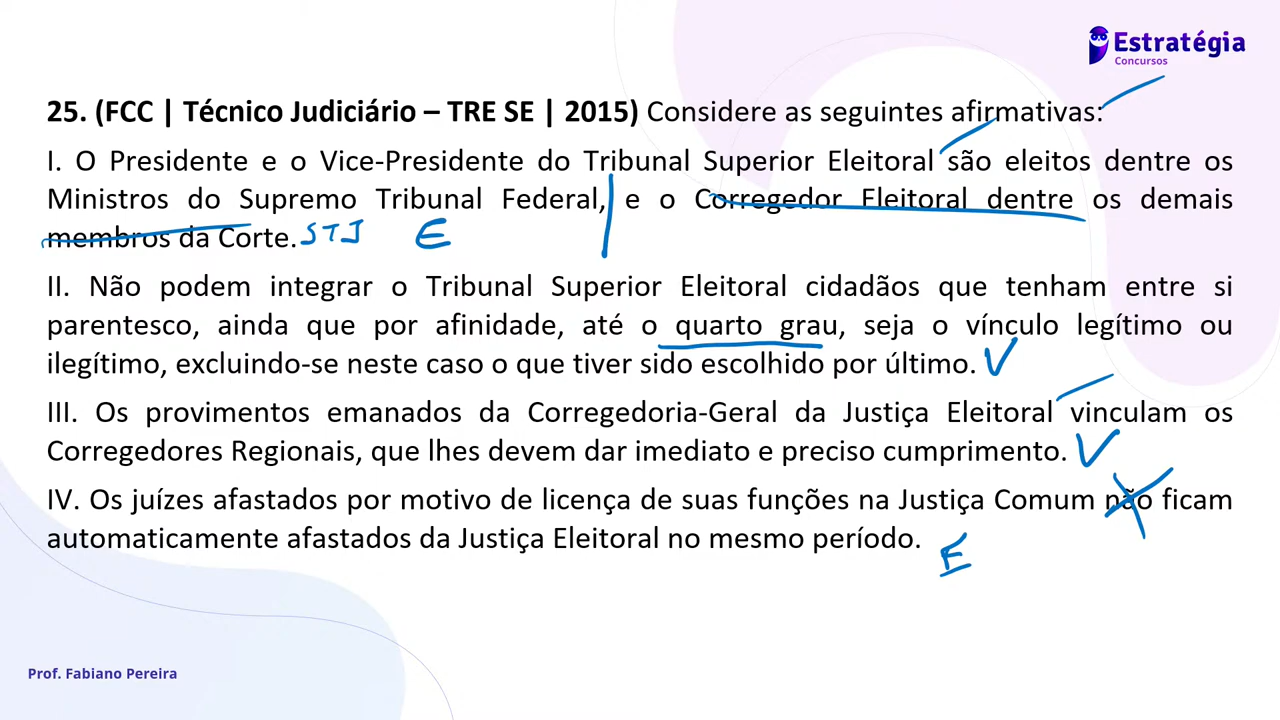 Estratégia
Concursos
25. (FCC | Técnico Judiciário – TRE SE | 2015) Considere as seguintes afirmativas:
I. O Presidente e o Vice-Presidente do Tribunal Superior Eleitoral são eleitos dentre os
Ministros do Supremo Tribunal Federal, e o Corregedor Eleitoral dentre os demais
membros da Corte. STJ E
II. Não podem integrar o Tribunal Superior Eleitoral cidadãos que tenham entre si
parentesco, ainda que por afinidade, até o quarto grau, seja o vínculo legítimo ou
ilegítimo, excluindo-se neste caso o que tiver sido escolhido por último. V
III. Os provimentos emanados da Corregedoria-Geral da Justiça Eleitoral vinculam os
Corregedores Regionais, que lhes devem dar imediato e preciso cumprimento. V
IV. Os juízes afastados por motivo de licença de suas funções na Justiça Comum não ficam
automaticamente afastados da Justiça Eleitoral no mesmo período. E
Prof. Fabiano Pereira